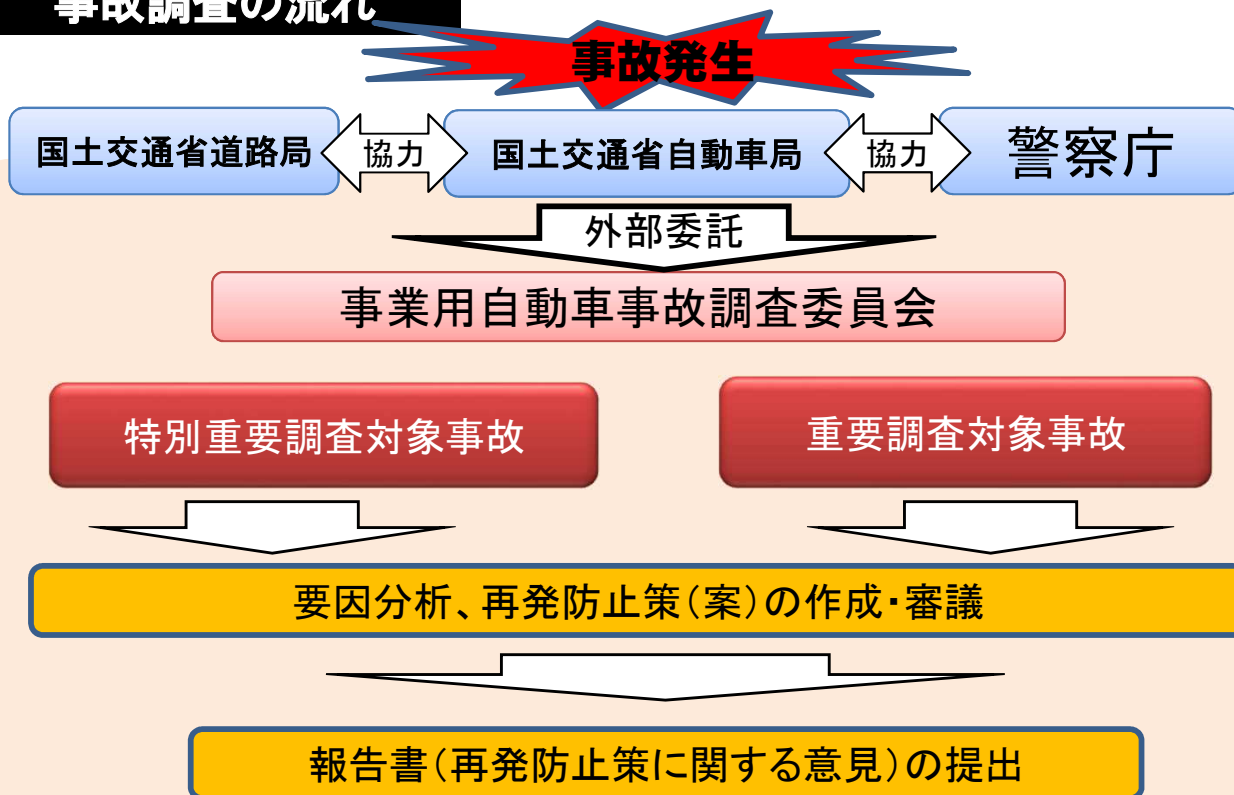 事故調査の流れ
事故発生
国土交通省道路局
協力
国土交通省自動車局
協力
警察庁
外部委託
事業用自動車事故調査委員会
特別重要調査対象事故
重要調査対象事故
要因分析、再発防止策（案）の作成・審議
報告書（再発防止策に関する意見）の提出